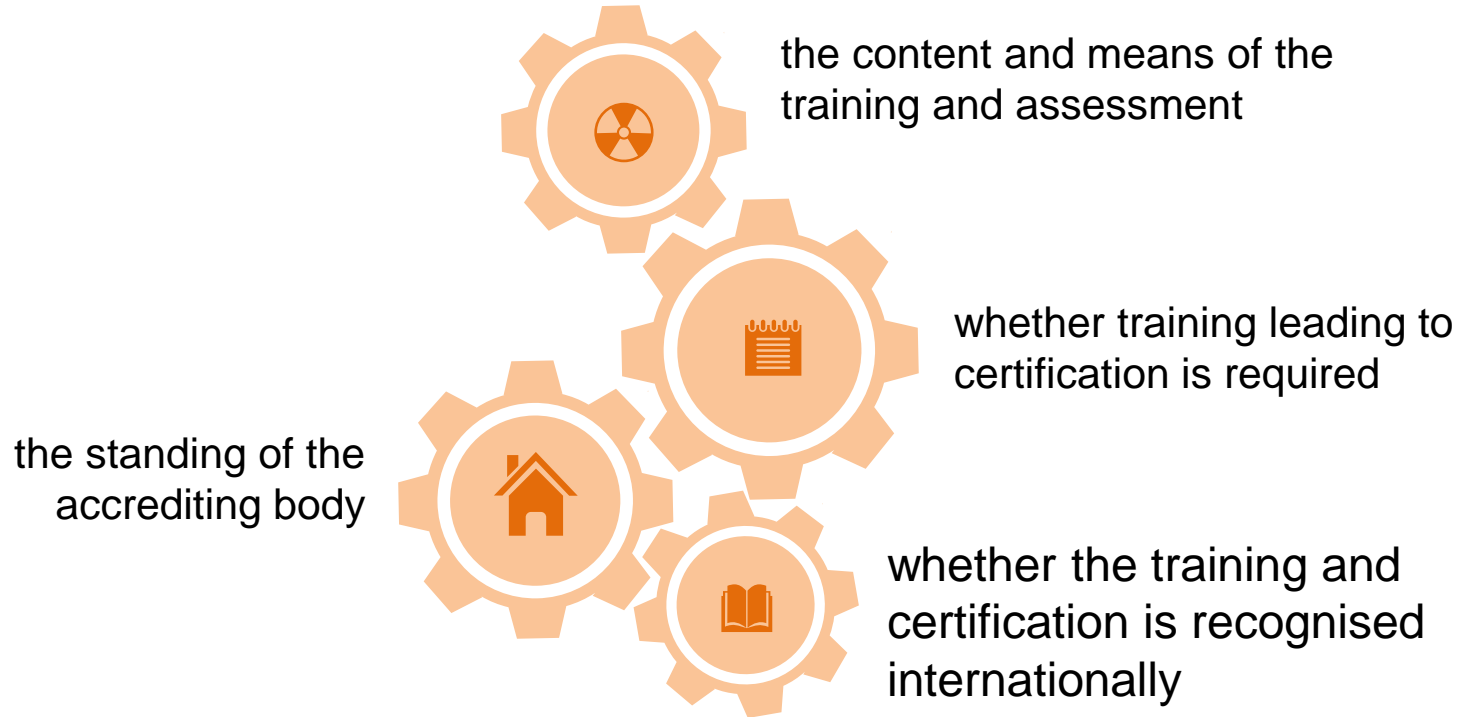 the content and means of the
training and assessment
whether training leading to
certification is required
the standing of the
accrediting body
whether the training and
certification is recognised
internationally